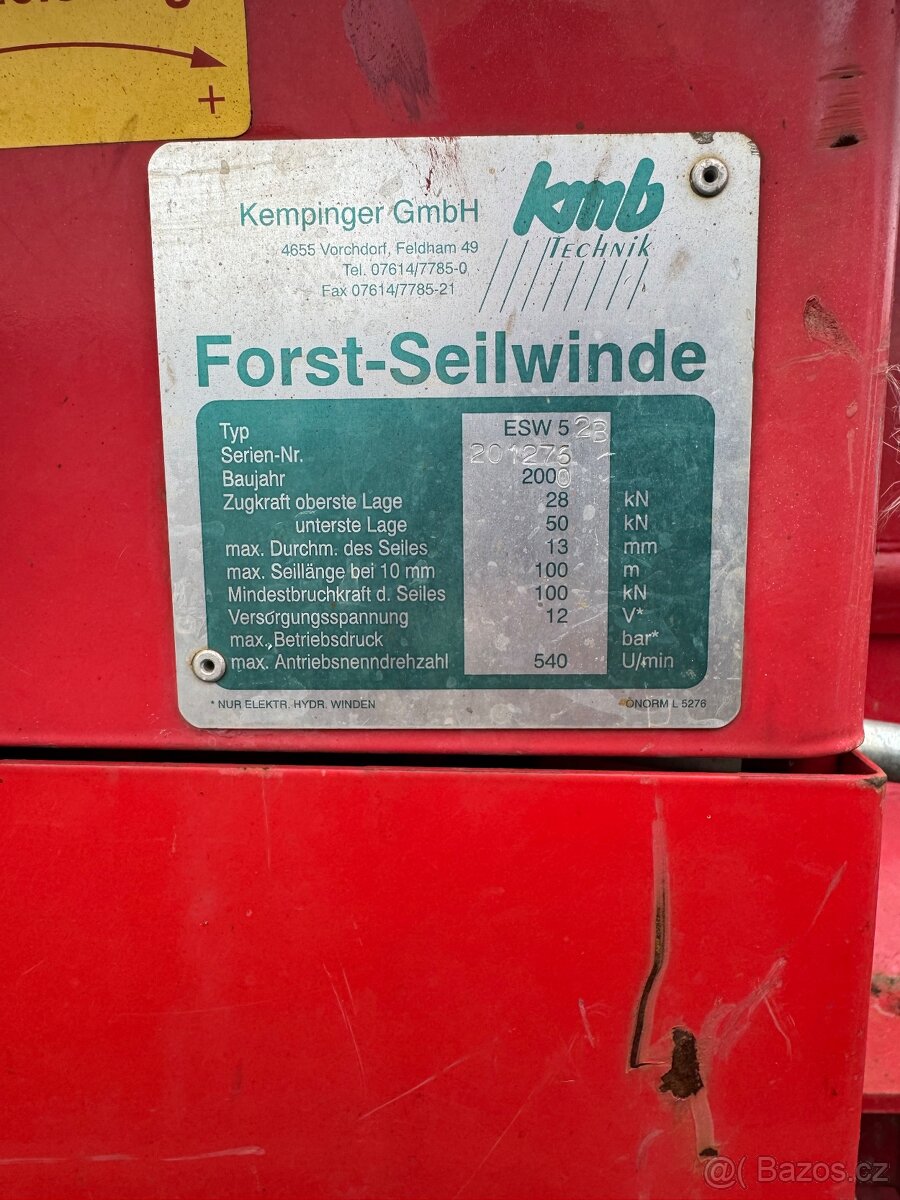 +
kmb
TECHNIK
Kempinger GmbH
4655 Vorchdorf, Feldham 49
Tel. 07614/7785-0
Fax 07614/7785-21
Forst-Seilwinde
Typ ESW 5 2B
Serien-Nr. 201276
Baujahr 2000
Zugkraft oberste Lage 28 kN
unterste Lage 50 kN
max. Durchm. des Seiles 13 mm
max. Seillänge bei 10 mm 100 m
Mindestbruchkraft d. Seiles 100 kN
Versorgungsspannung 12 V*
max. Betriebsdruck bar*
max. Antriebsnenndrehzahl 540 U/min
* NUR ELEKTR. HYDR. WINDEN ÖNORM L 5276
@( Bazos.cz